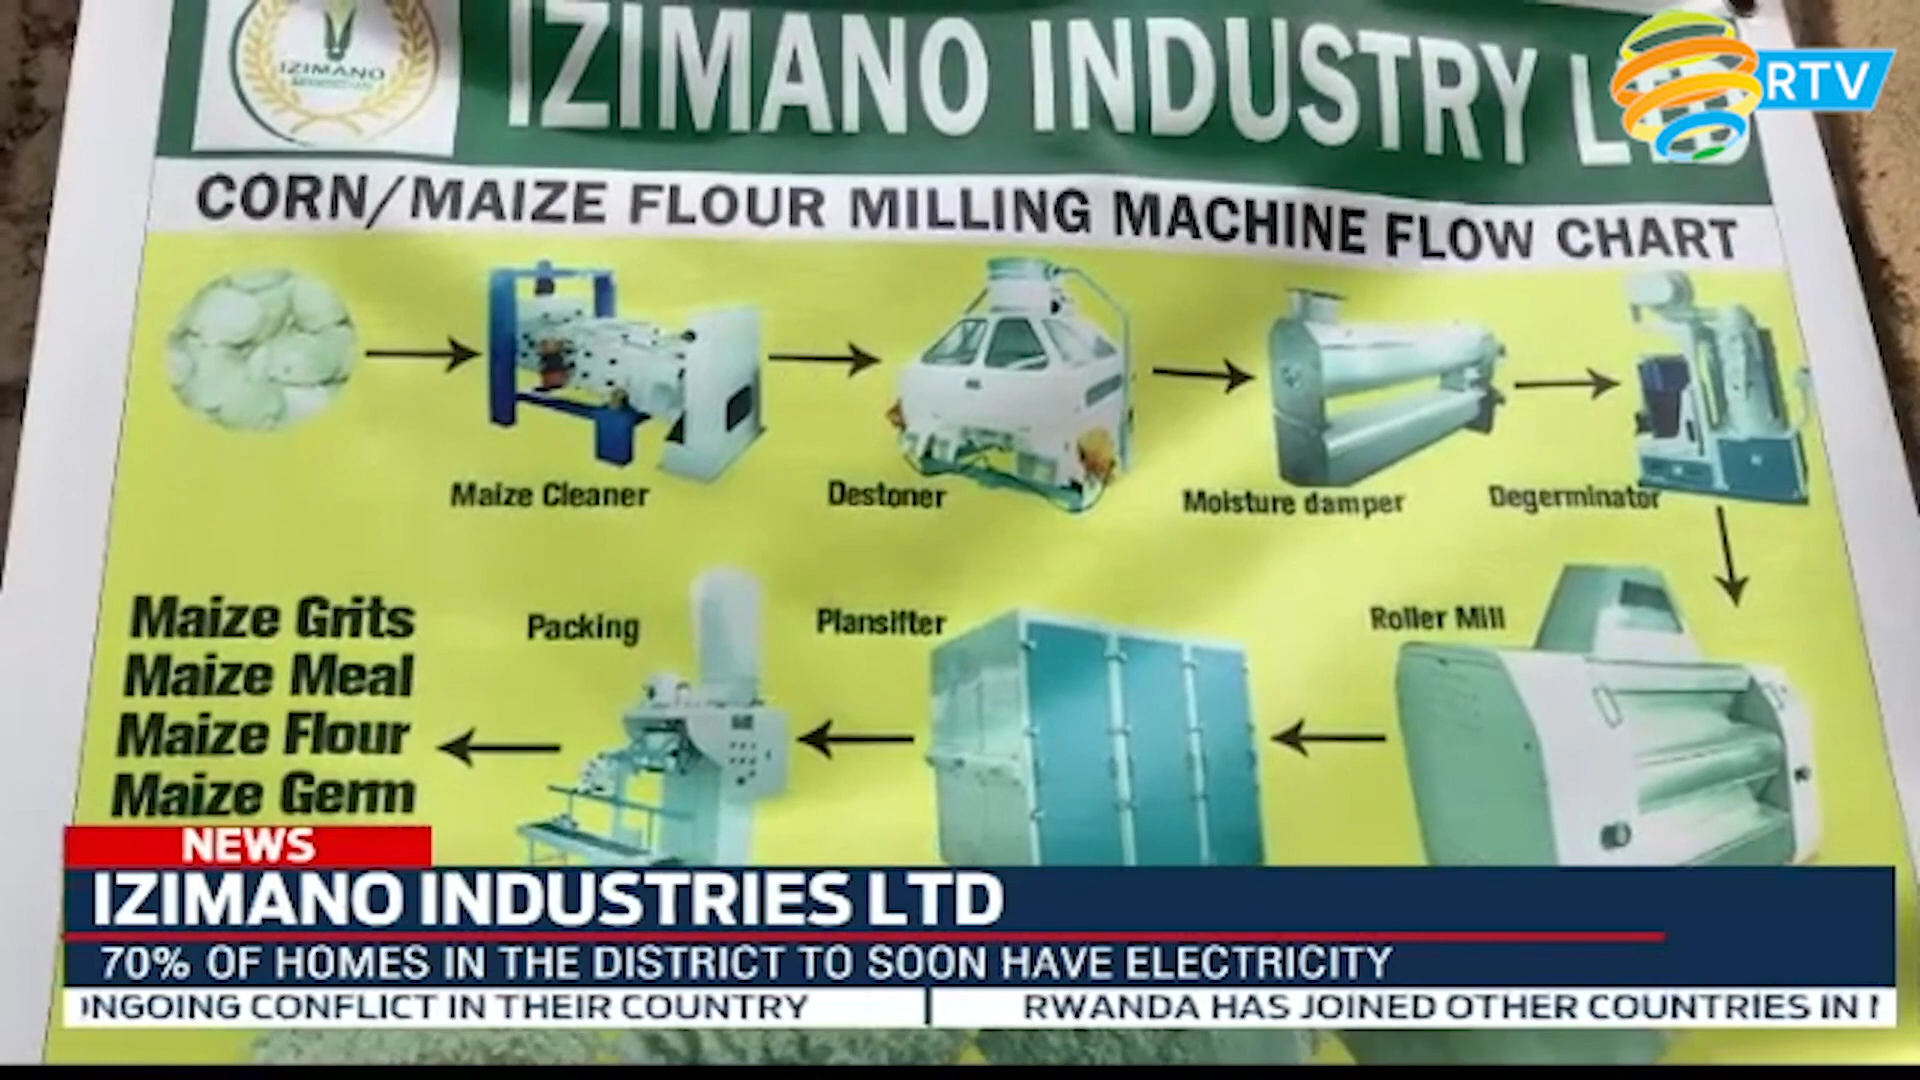 IZIMANO
IZIMANO INDUSTRY
RTV
CORN/MAIZE FLOUR MILLING MACHINE FLOW CHART
Maize Cleaner
Destoner
Moisture damper
Degerminator
Maize Grits
Maize Meal
Maize Flour
Maize Germ
Packing
Plansifter
Roller Mill
NEWS
IZIMANO INDUSTRIES LTD
70% OF HOMES IN THE DISTRICT TO SOON HAVE ELECTRICITY
CONFLICT IN THEIR COUNTRY
RWANDA HAS JOINED OTHER COUNTRIES IN